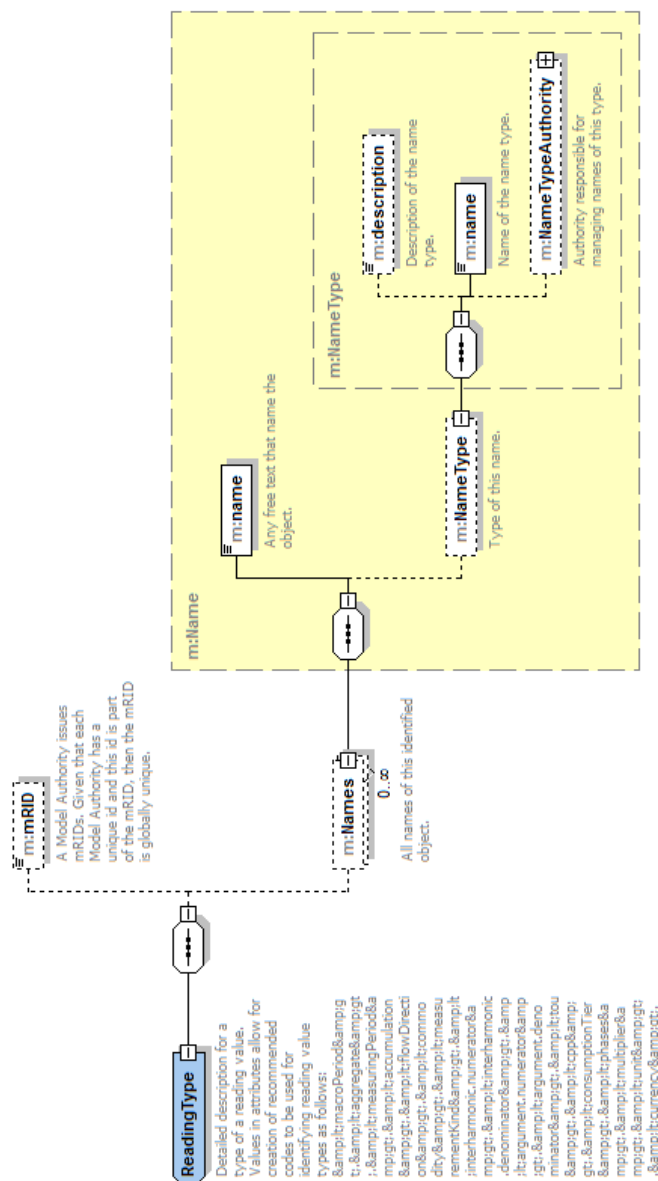 ReadingType
Detailed description for a
type of a reading value.
Values in attributes allow for
creation of recommended
codes to be used for
identifying reading value
types as follows:
&amp;lt;macroPeriod&amp;g
t;.&amp;lt;aggregate&amp;gt
;.&amp;lt;measuringPeriod&a
mp;gt;.&amp;lt;accumulation
&amp;gt;.&amp;lt;flowDirecti
on&amp;gt;.&amp;lt;commo
dity&amp;gt;.&amp;lt;measu
rementKind&amp;gt;.&amp;lt
;interharmonic.numerator&a
mp;gt;.&amp;lt;interharmonic
.denominator&amp;gt;.&amp
;lt;argument.numerator&amp
;gt;.&amp;lt;argument.deno
minator&amp;gt;.&amp;lt;tou
&amp;gt;.&amp;lt;cpp&amp;
gt;.&amp;lt;consumptionTier
&amp;gt;.&amp;lt;phases&a
mp;gt;.&amp;lt;multiplier&a
mp;gt;.&amp;lt;unit&amp;gt;
.&amp;lt;currency&amp;gt;.
m:mRID
A Model Authority issues
mRIDs. Given that each
Model Authority has a
unique id and this id is part
of the mRID, then the mRID
is globally unique.
m:Names
0..∞
All names of this identified
object.
m:Name
m:name
Any free text that name the
object.
m:NameType
Type of this name.
m:NameType
m:description
Description of the name
type.
m:name
Name of the name type.
m:NameTypeAuthority
Authority responsible for
managing names of this type.